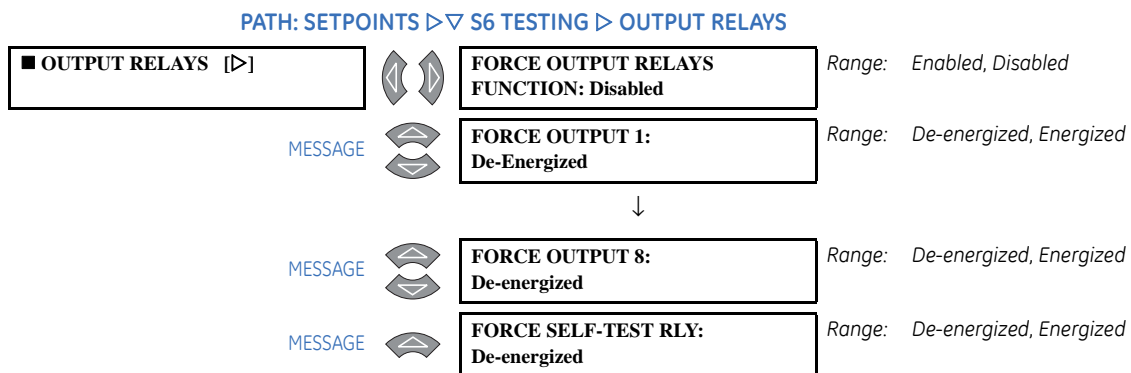 PATH: SETPOINTS ▷▽ S6 TESTING ▷ OUTPUT RELAYS
■ OUTPUT RELAYS [▷]
FORCE OUTPUT RELAYS
FUNCTION: Disabled
Range: Enabled, Disabled
MESSAGE
FORCE OUTPUT 1:
De-Energized
Range: De-energized, Energized
↓
MESSAGE
FORCE OUTPUT 8:
De-energized
Range: De-energized, Energized
MESSAGE
FORCE SELF-TEST RLY:
De-energized
Range: De-energized, Energized